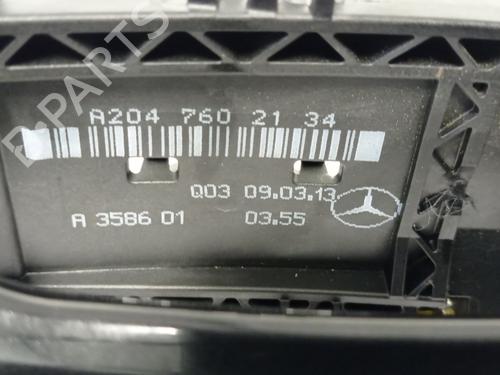 A204 760 21 34
Q03 09.03.13
A 3586 01 03.55
B-PARTS